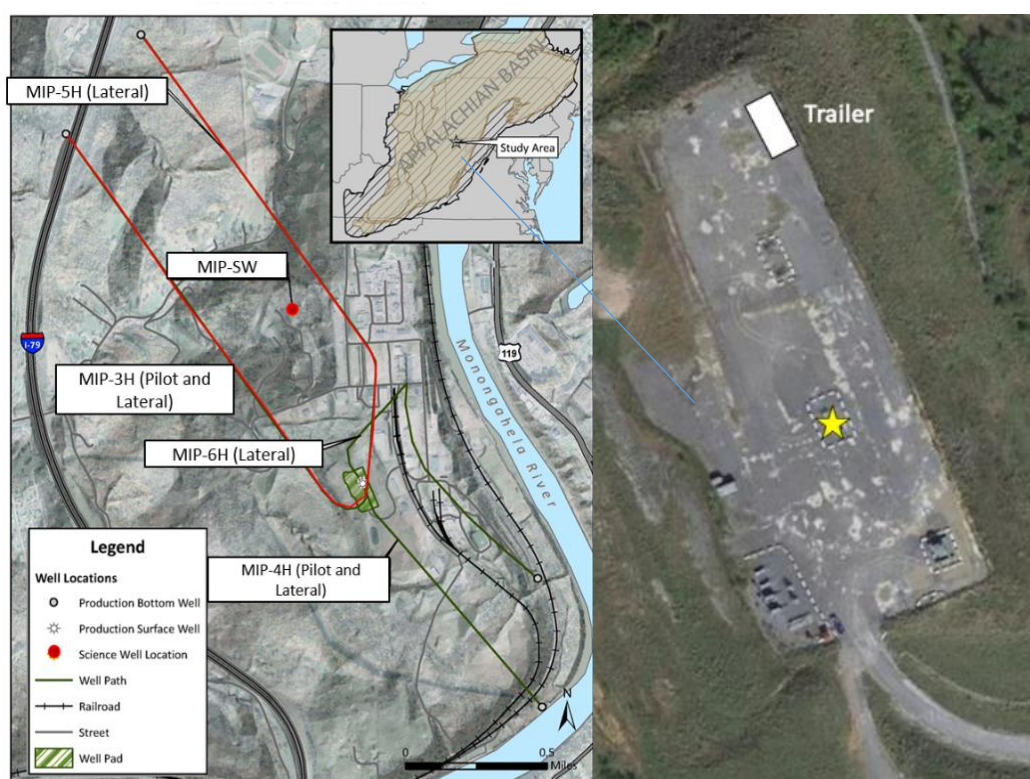 MIP-5H (Lateral)
APPALACHIAN BASIN
Study Area
Trailer
MIP-SW
I-79
119
MIP-3H (Pilot and
Lateral)
Monongahela River
MIP-6H (Lateral)
MIP-4H (Pilot and
Lateral)
Legend
Well Locations
Production Bottom Well
Production Surface Well
Science Well Location
Well Path
Railroad
Street
Well Pad
N
0
0.5
Miles